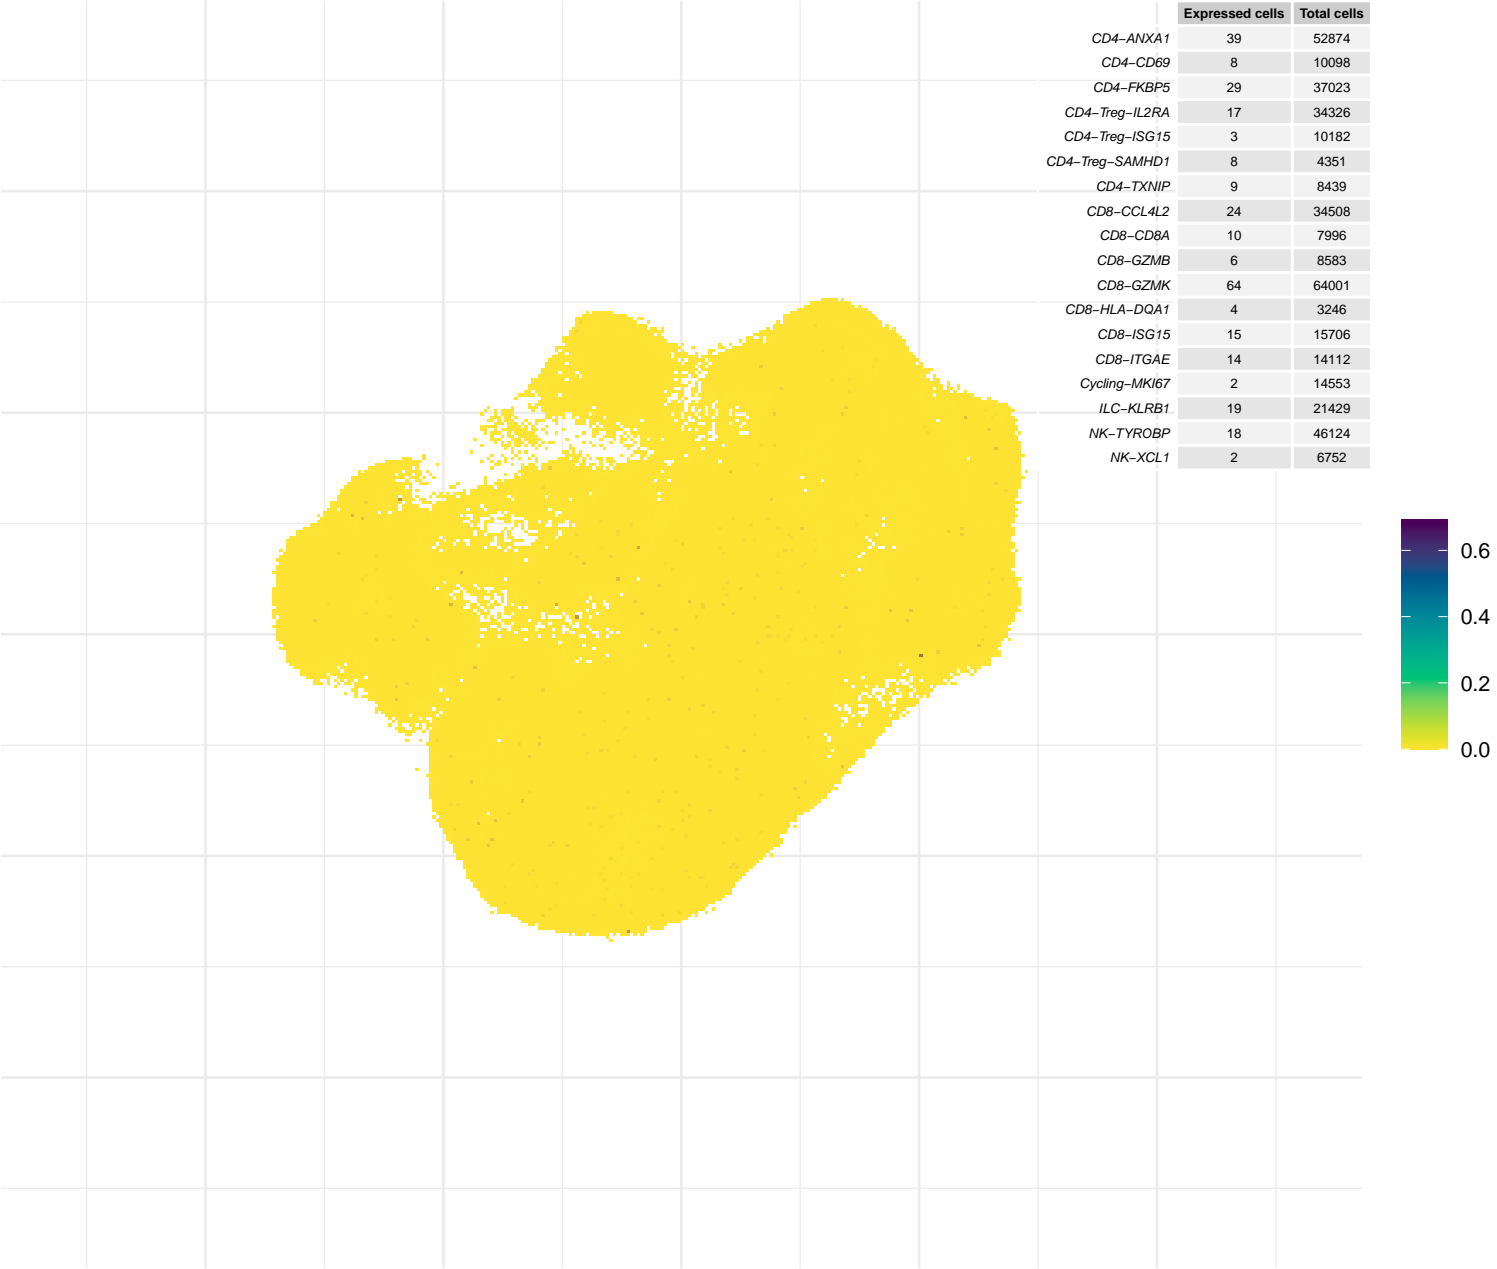 Expressed cells Total cells
CD4−ANXA1 39 52874
CD4−CD69 8 10098
CD4−FKBP5 29 37023
CD4−Treg−IL2RA 17 34326
CD4−Treg−ISG15 3 10182
CD4−Treg−SAMHD1 8 4351
CD4−TXNIP 9 8439
CD8−CCL4L2 24 34508
CD8−CD8A 10 7996
CD8−GZMB 6 8583
CD8−GZMK 64 64001
CD8−HLA−DQA1 4 3246
CD8−ISG15 15 15706
CD8−ITGAE 14 14112
Cycling−MKI67 2 14553
ILC−KLRB1 19 21429
NK−TYROBP 18 46124
NK−XCL1 2 6752
0.6
0.4
0.2
0.0